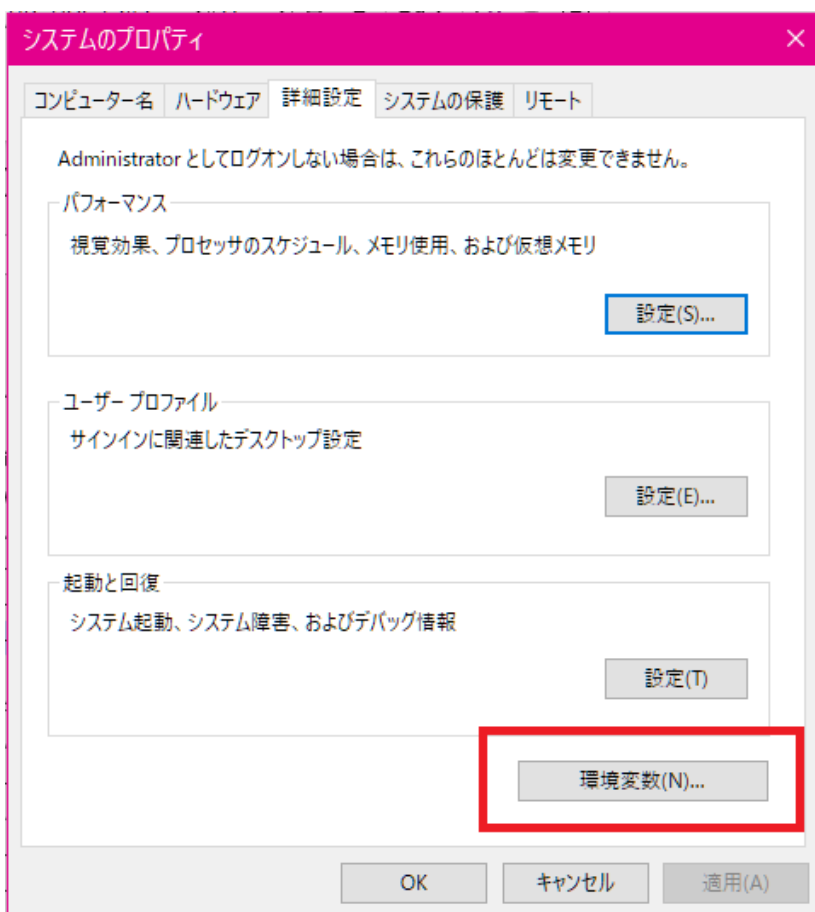 システムのプロパティ
コンピューター名 ハードウェア 詳細設定 システムの保護 リモート
Administrator としてログオンしない場合は、これらのほとんどは変更できません。
パフォーマンス
視覚効果、プロセッサのスケジュール、メモリ使用、および仮想メモリ
設定(S)...
ユーザー プロファイル
サインインに関連したデスクトップ設定
設定(E)...
起動と回復
システム起動、システム障害、およびデバッグ情報
設定(T)
環境変数(N)...
OK キャンセル 適用(A)